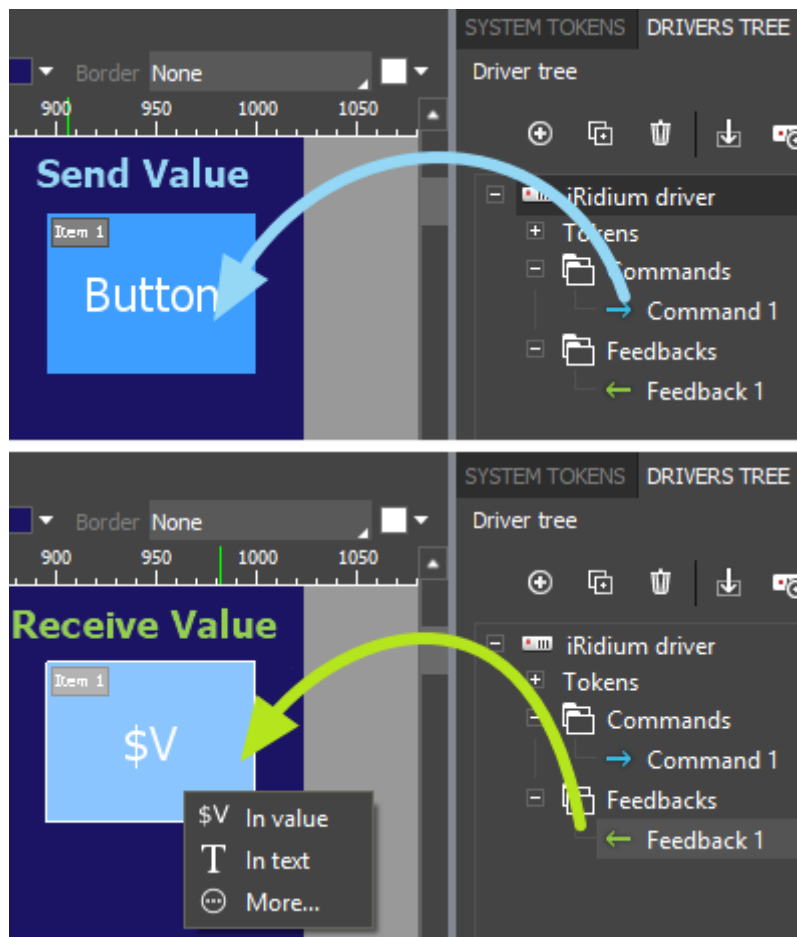 SYSTEM TOKENS DRIVERS TREE
Border None
Driver tree
900 950 1000 1050
Send Value
Item 1
Button
iRidium driver
Tokens
Commands
Command 1
Feedbacks
Feedback 1
SYSTEM TOKENS DRIVERS TREE
Border None
Driver tree
900 950 1000 1050
Receive Value
Item 1
$V
$V In value
T In text
More...
iRidium driver
Tokens
Commands
Command 1
Feedbacks
Feedback 1